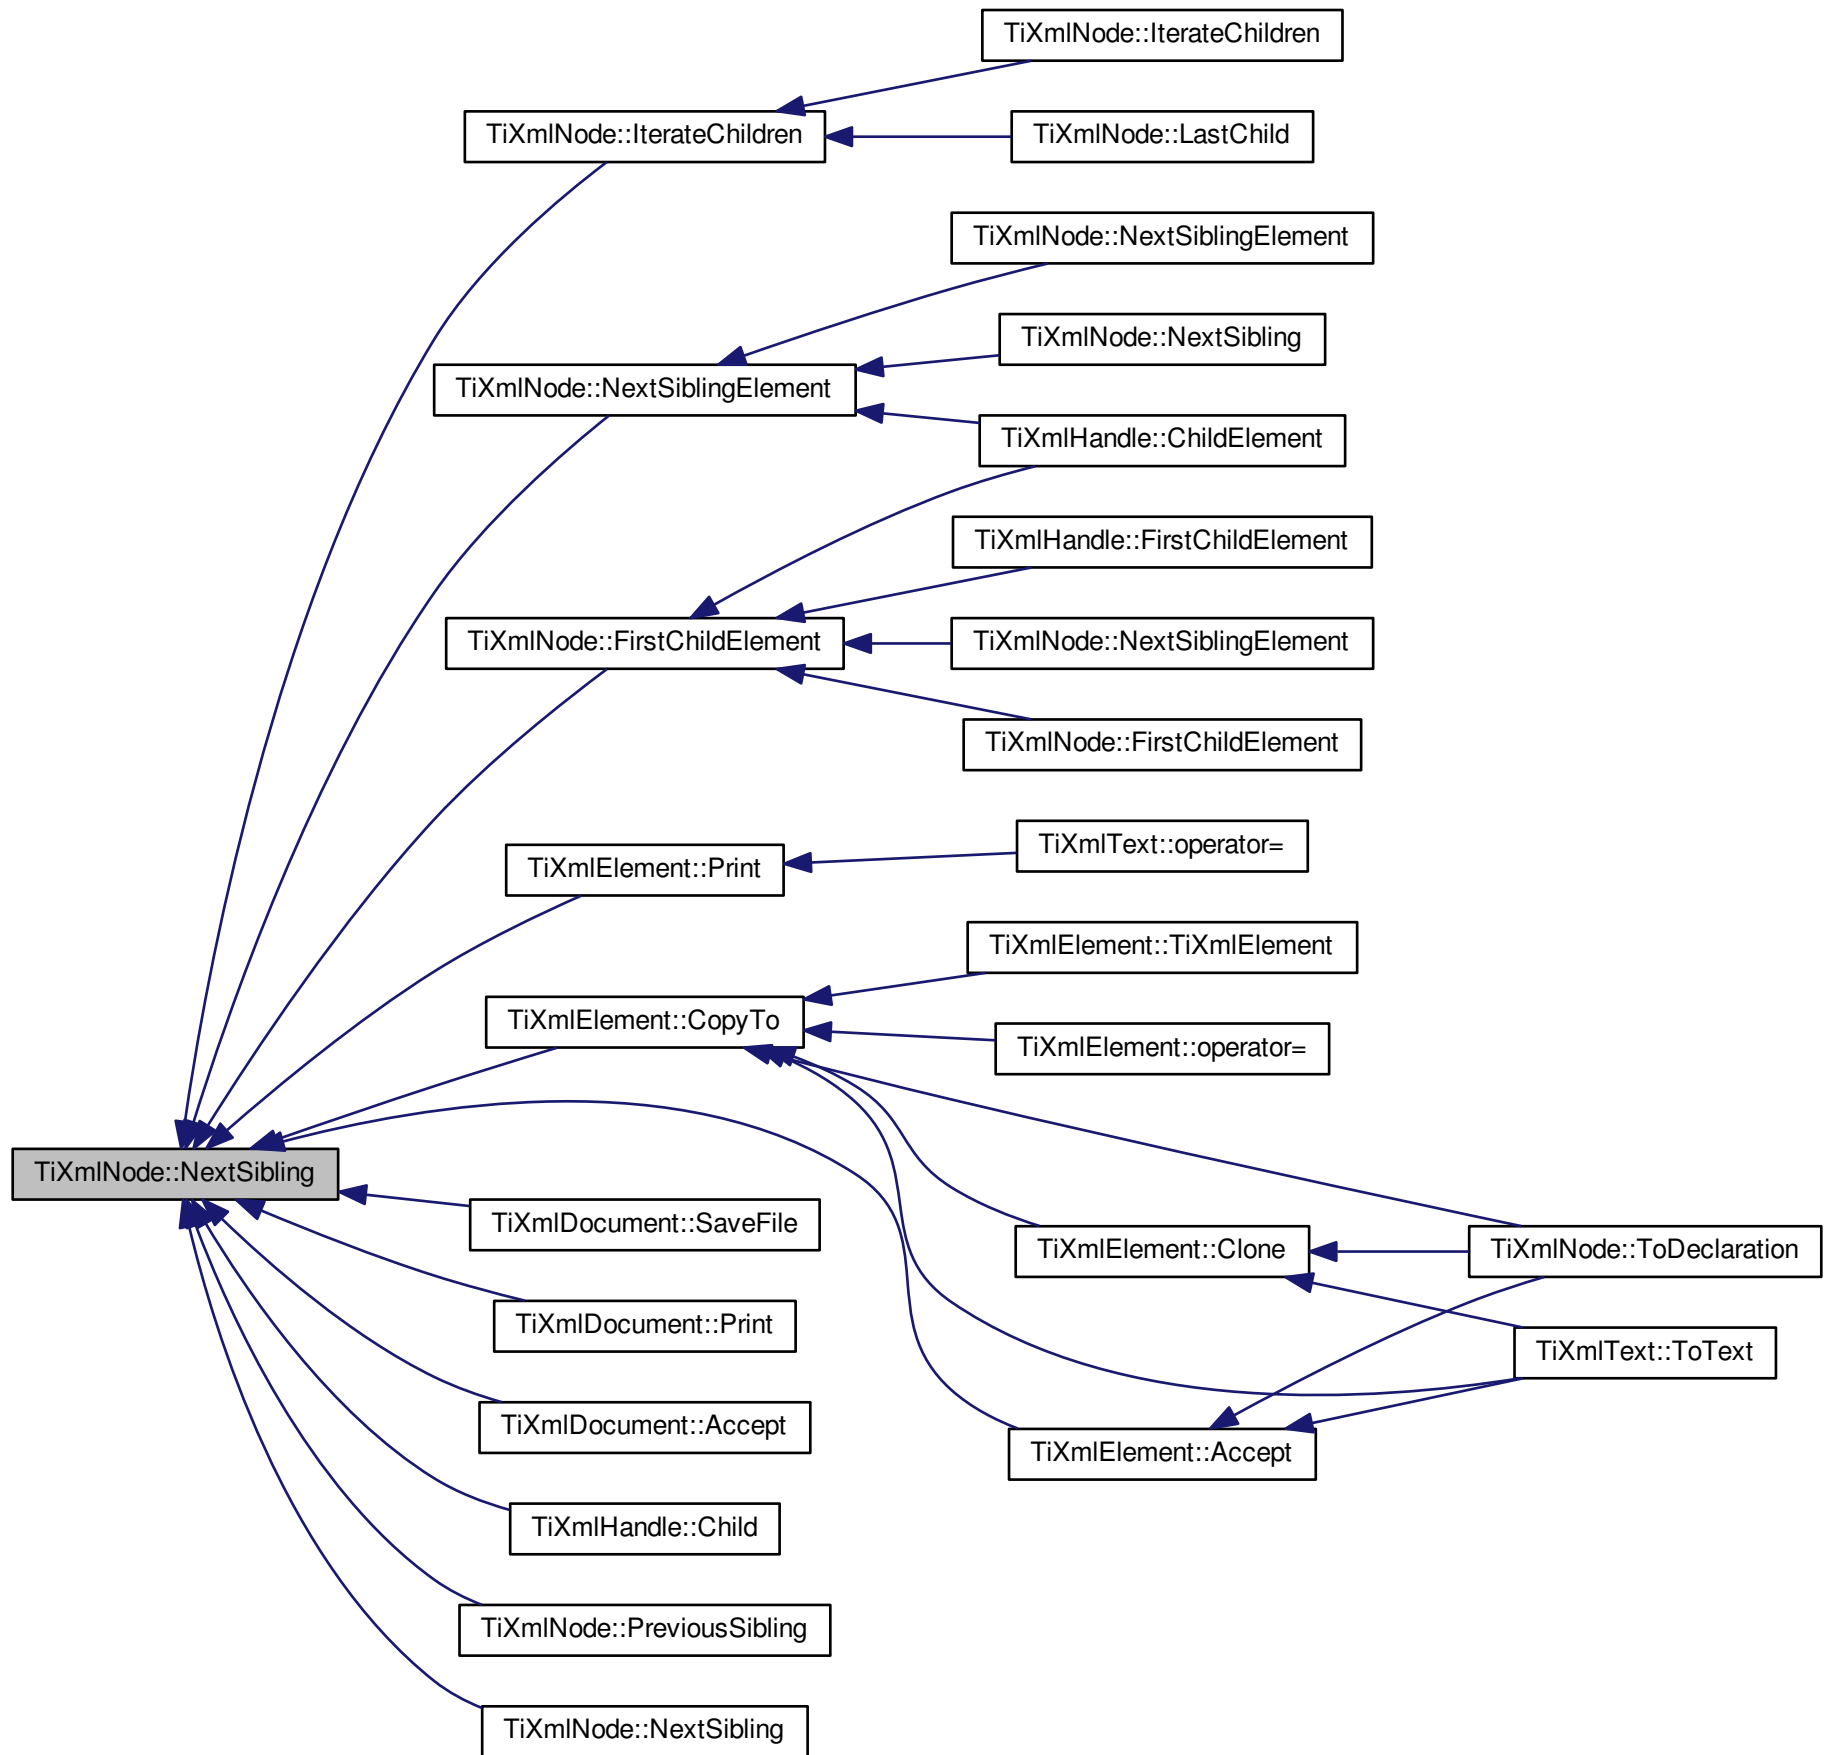 TiXmlNode::IterateChildren
TiXmlNode::IterateChildren
TiXmlNode::LastChild
TiXmlNode::NextSiblingElement
TiXmlNode::NextSibling
TiXmlNode::NextSiblingElement
TiXmlHandle::ChildElement
TiXmlHandle::FirstChildElement
TiXmlNode::FirstChildElement
TiXmlNode::NextSiblingElement
TiXmlNode::FirstChildElement
TiXmlText::operator=
TiXmlElement::Print
TiXmlElement::TiXmlElement
TiXmlElement::CopyTo
TiXmlElement::operator=
TiXmlNode::NextSibling
TiXmlDocument::SaveFile
TiXmlElement::Clone
TiXmlNode::ToDeclaration
TiXmlDocument::Print
TiXmlText::ToText
TiXmlDocument::Accept
TiXmlElement::Accept
TiXmlHandle::Child
TiXmlNode::PreviousSibling
TiXmlNode::NextSibling